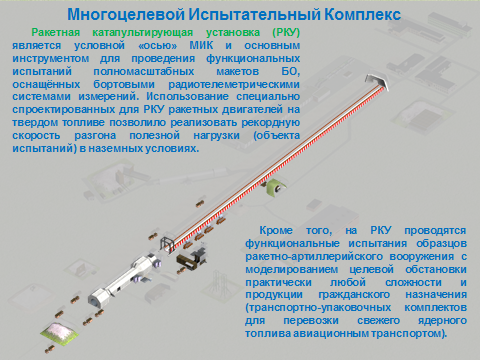 Многоцелевой Испытательный Комплекс
Ракетная катапультирующая установка (РКУ)
является условной «осью» МИК и основным
инструментом для проведения функциональных
испытаний полномасштабных макетов БО,
оснащённых бортовыми радиотелеметрическими
системами измерений. Использование специально
спроектированных для РКУ ракетных двигателей на
твердом топливе позволило реализовать рекордную
скорость разгона полезной нагрузки (объекта
испытаний) в наземных условиях.
Кроме того, на РКУ проводятся
функциональные испытания образцов
ракетно-артиллерийского вооружения с
моделированием целевой обстановки
практически любой сложности и
продукции гражданского назначения
(транспортно-упаковочных комплектов
для перевозки свежего ядерного
топлива авиационным транспортом).